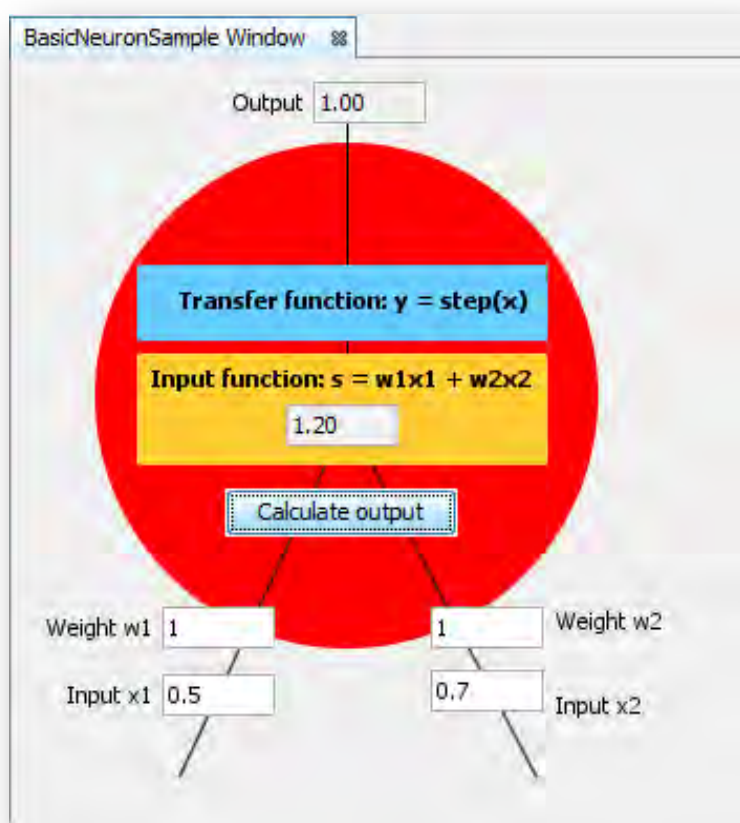 BasicNeuronSample Window
Output 1.00
Transfer function: y = step(x)
Input function: s = w1x1 + w2x2
1.20
Calculate output
Weight w1 1 1 Weight w2
Input x1 0.5 0.7 Input x2